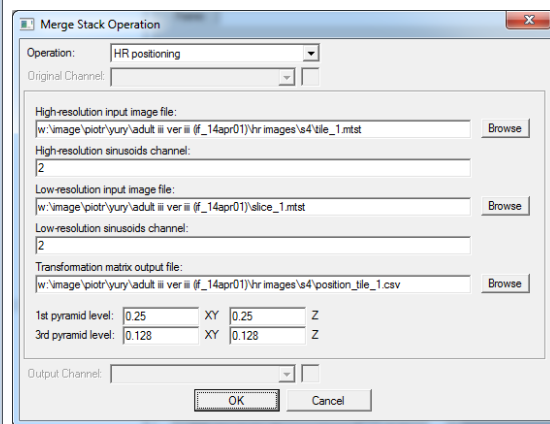 Merge Stack Operation
Operation: HR positioning
Original Channel:
High-resolution input image file:
w:\image\piotr\yury\adult iii ver iii (if_14apr01)\hr images\s4\tile_1.mtst Browse
High-resolution sinusoids channel:
2
Low-resolution input image file:
w:\image\piotr\yury\adult iii ver iii (if_14apr01)\slice_1.mtst Browse
Low-resolution sinusoids channel:
2
Transformation matrix output file:
w:\image\piotr\yury\adult iii ver iii (if_14apr01)\hr images\s4\position_tile_1.csv Browse
1st pyramid level: 0.25 XY 0.25 Z
3rd pyramid level: 0.128 XY 0.128 Z
Output Channel:
OK Cancel